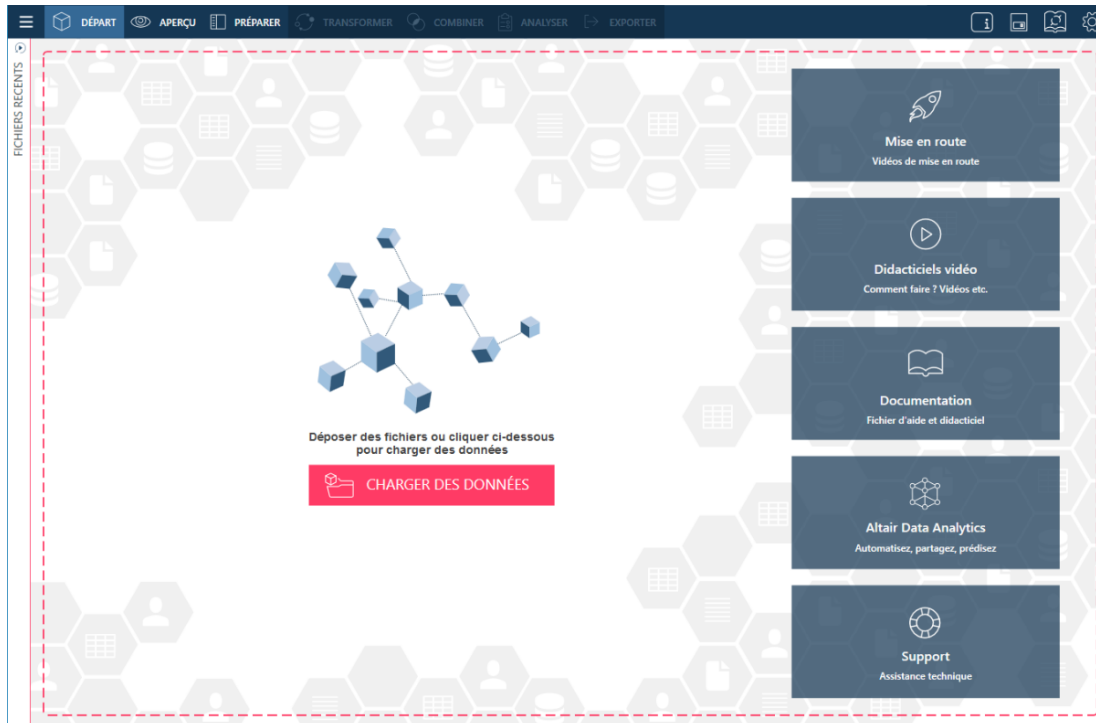 DÉPART
APERÇU
PRÉPARER
TRANSFORMER
COMBINER
ANALYSER
EXPORTER
FICHIERS RECENTS
Mise en route
Vidéos de mise en route
Didacticiels vidéo
Comment faire ? Vidéos etc.
Déposer des fichiers ou cliquer ci-dessous
pour charger des données
CHARGER DES DONNÉES
Documentation
Fichier d'aide et didacticiel
Altair Data Analytics
Automatisez, partagez, prédisez
Support
Assistance technique